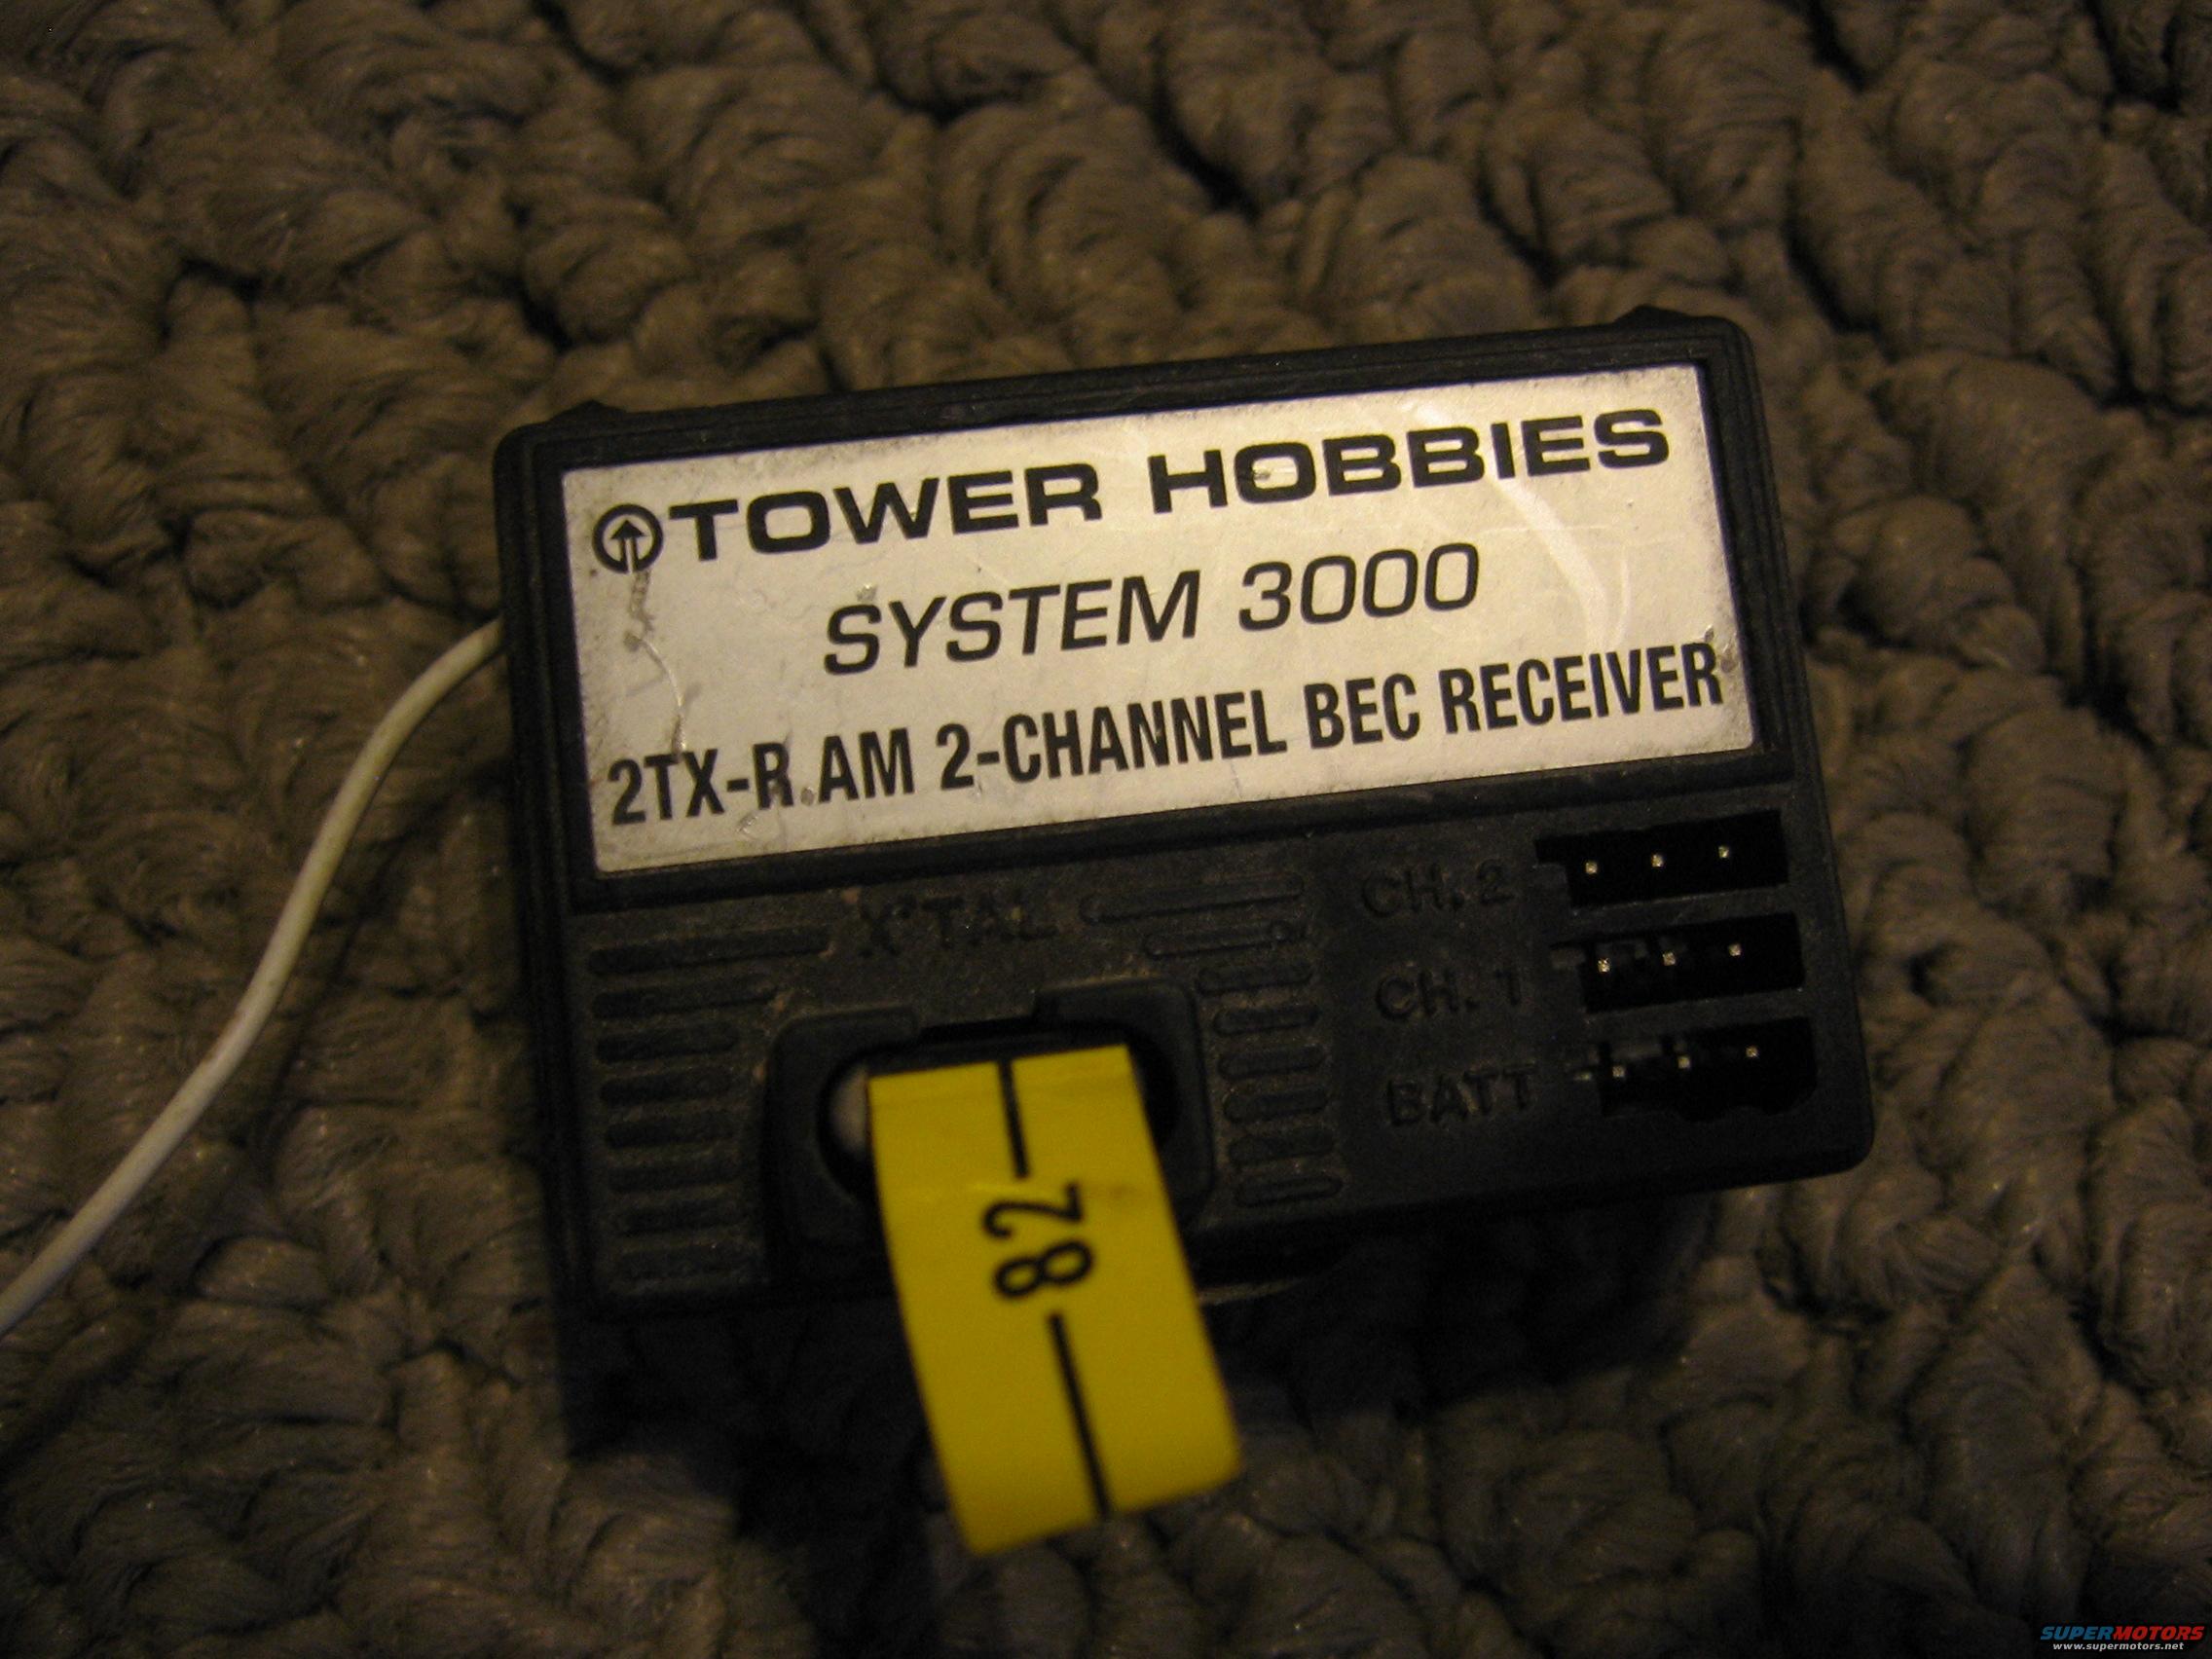 TOWER HOBBIES
SYSTEM 3000
2TX-R AM 2-CHANNEL BEC RECEIVER
X'TAL
CH. 2
CH. 1
BATT
82
SUPERMOTORS
www.supermotors.net